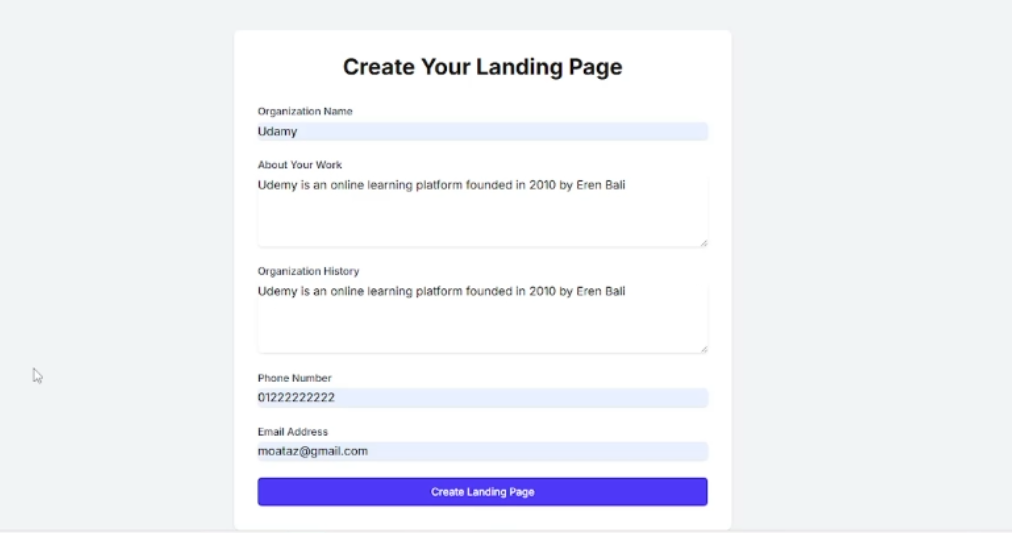 Create Your Landing Page
Organization Name
Udamy
About Your Work
Udemy is an online learning platform founded in 2010 by Eren Bali
Organization History
Udemy is an online learning platform founded in 2010 by Eren Bali
Phone Number
01222222222
Email Address
moataz@gmail.com
Create Landing Page